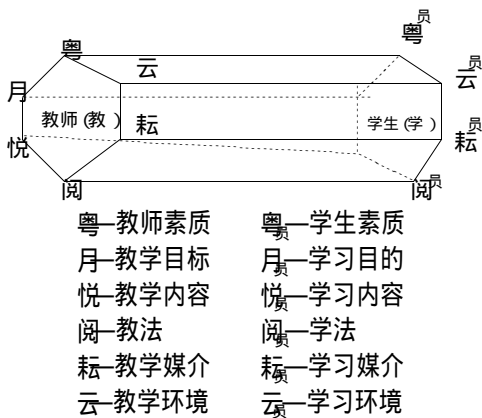 员
粤 粤
云 员
云
月
教师 (教 ) 耘 学生 (学 ) 员
耘
悦
阅 阅员
粤—教师素质 粤员—学生素质
月—教学目标 月员—学习目的
悦—教学内容 悦员—学习内容
阅—教法 阅员—学法
耘—教学媒介 耘员—学习媒介
云—教学环境 云员—学习环境